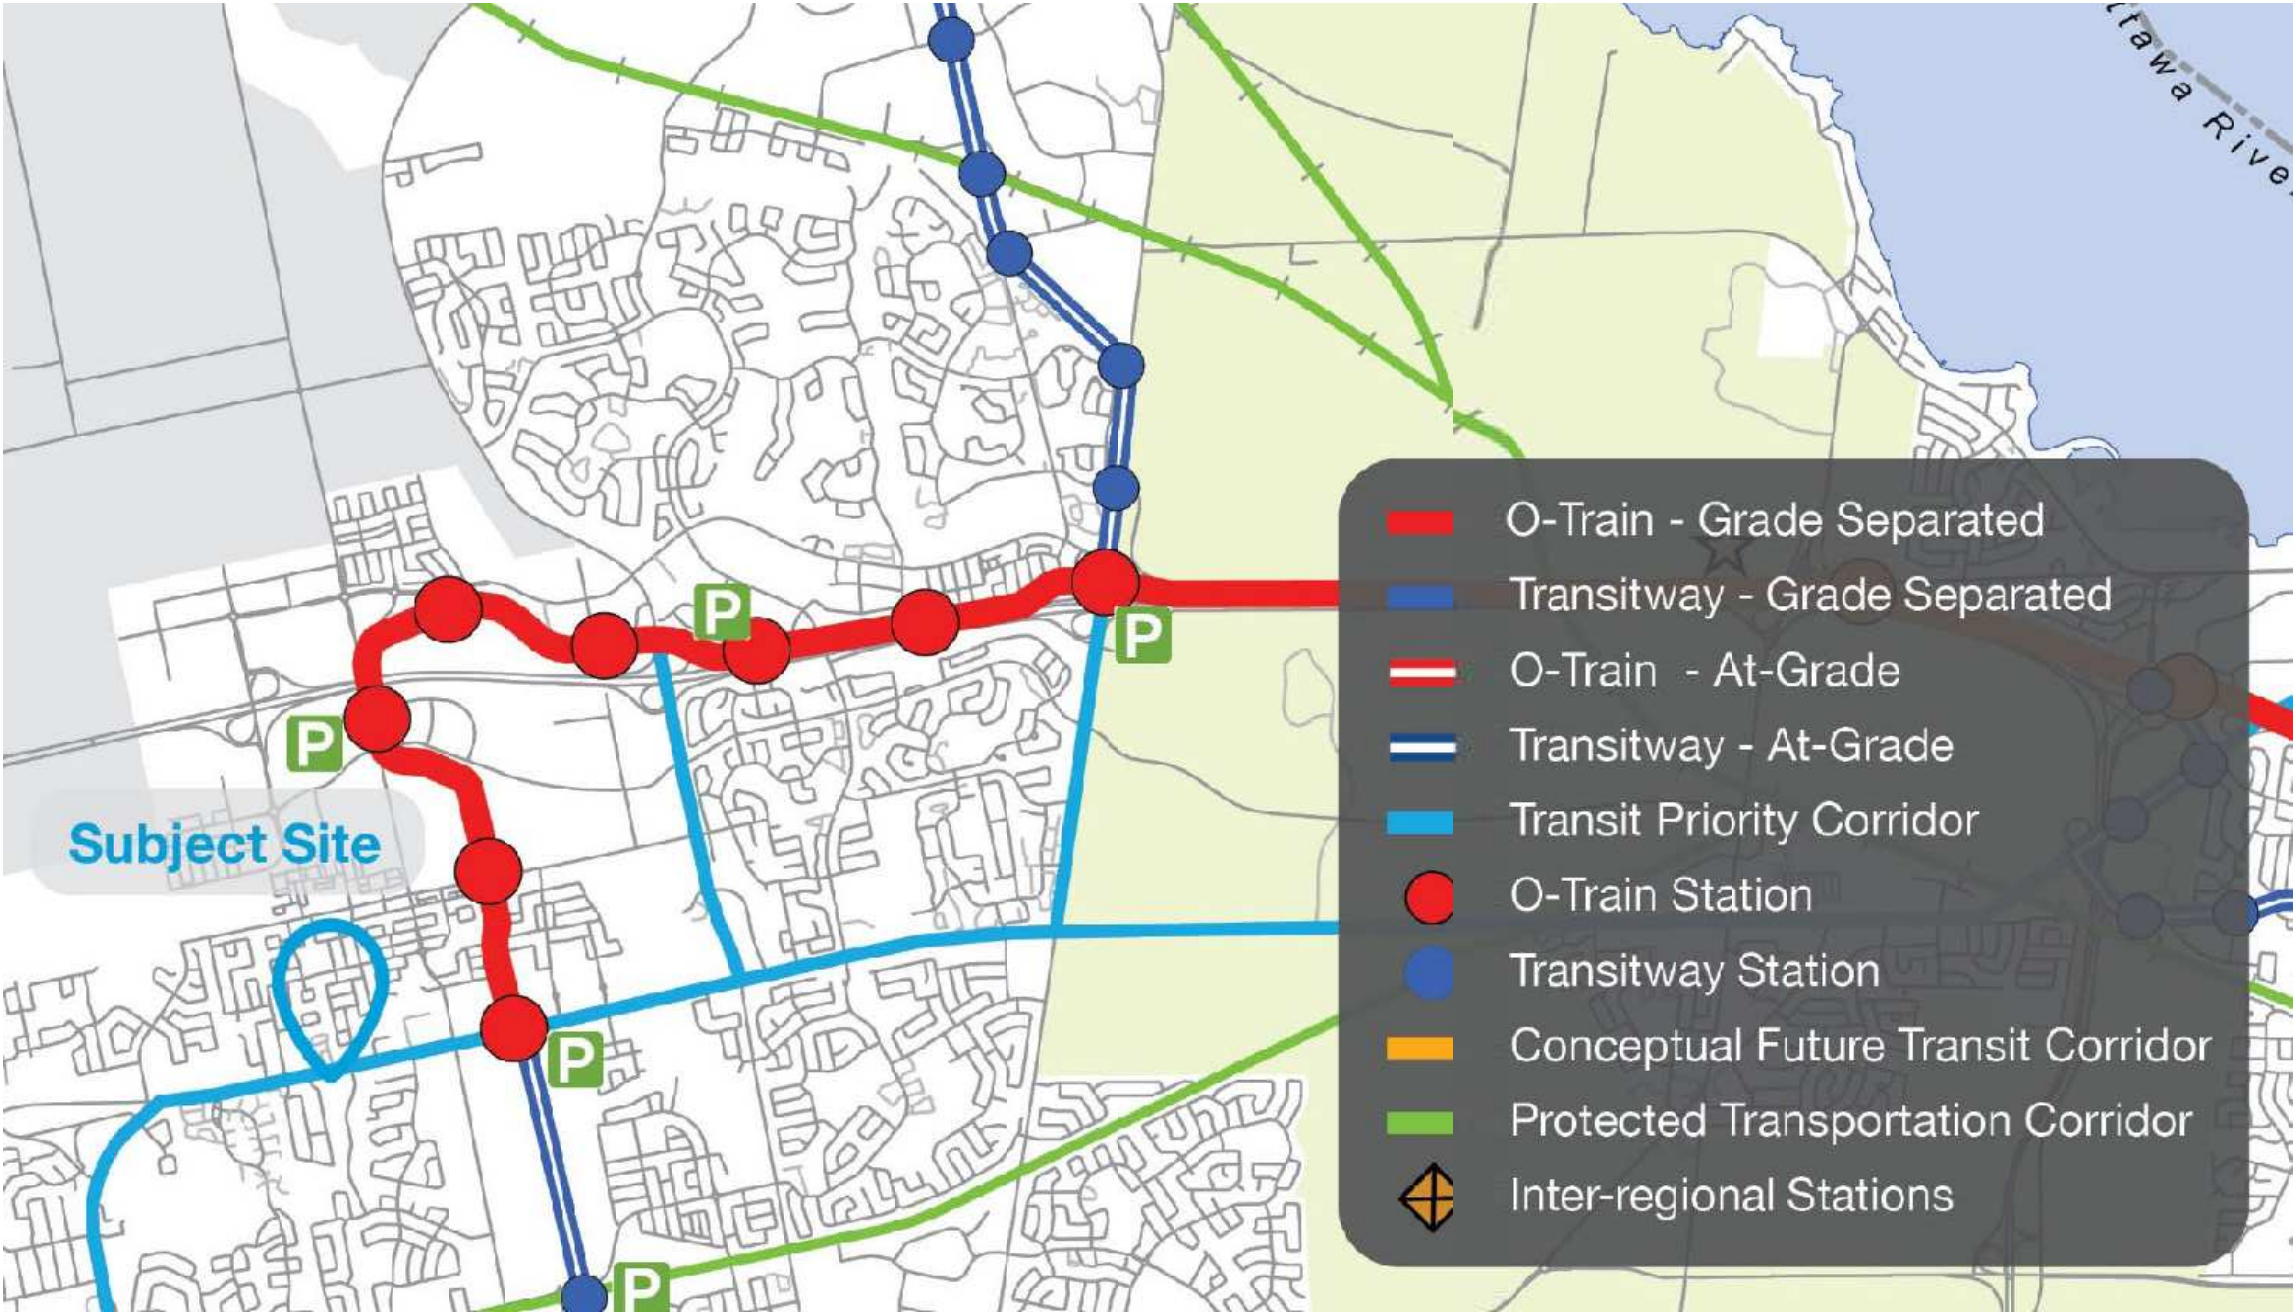 ttawa River
P
P
P
Subject Site
P
P
O-Train - Grade Separated
Transitway - Grade Separated
O-Train - At-Grade
Transitway - At-Grade
Transit Priority Corridor
O-Train Station
Transitway Station
Conceptual Future Transit Corridor
Protected Transportation Corridor
Inter-regional Stations